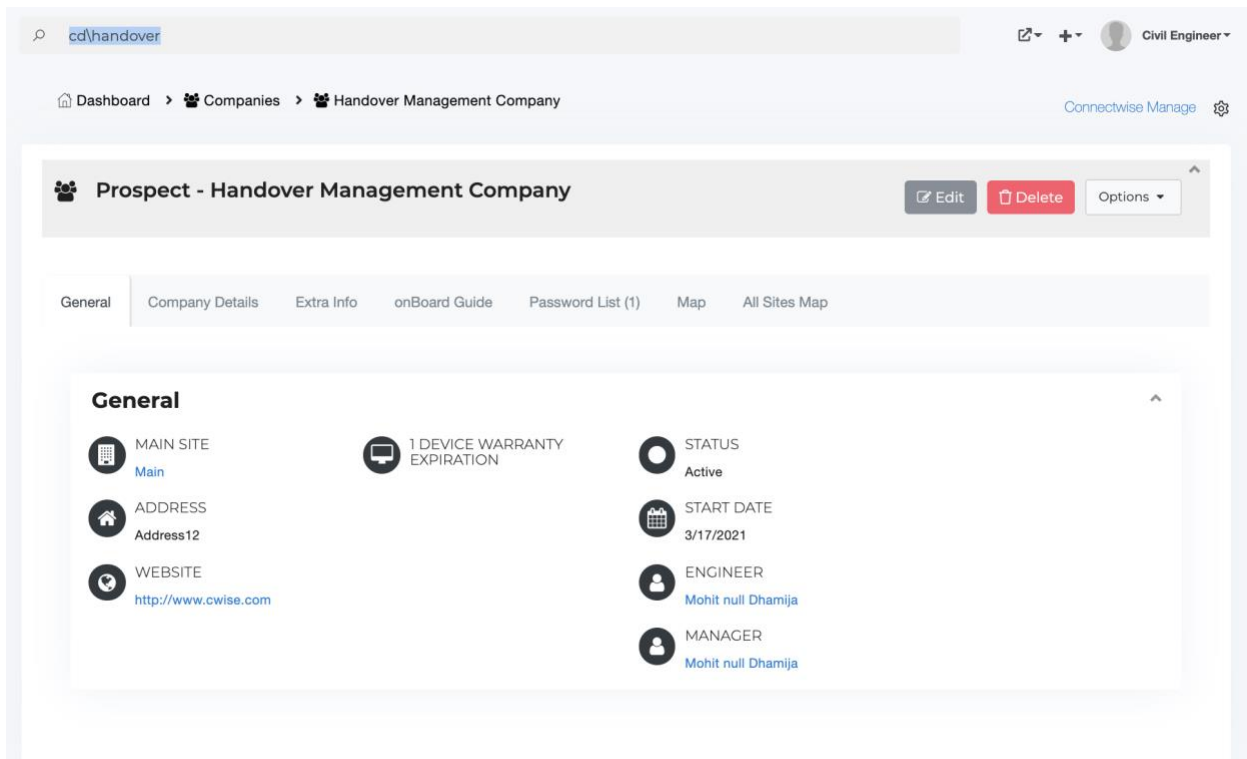 cd\handover
Civil Engineer
Dashboard > Companies > Handover Management Company
Connectwise Manage
Prospect - Handover Management Company
Edit
Delete
Options
General
Company Details
Extra Info
onBoard Guide
Password List (1)
Map
All Sites Map
General
MAIN SITE
Main
1 DEVICE WARRANTY
EXPIRATION
STATUS
Active
ADDRESS
Address12
START DATE
3/17/2021
WEBSITE
http://www.cwise.com
ENGINEER
Mohit null Dhamija
MANAGER
Mohit null Dhamija